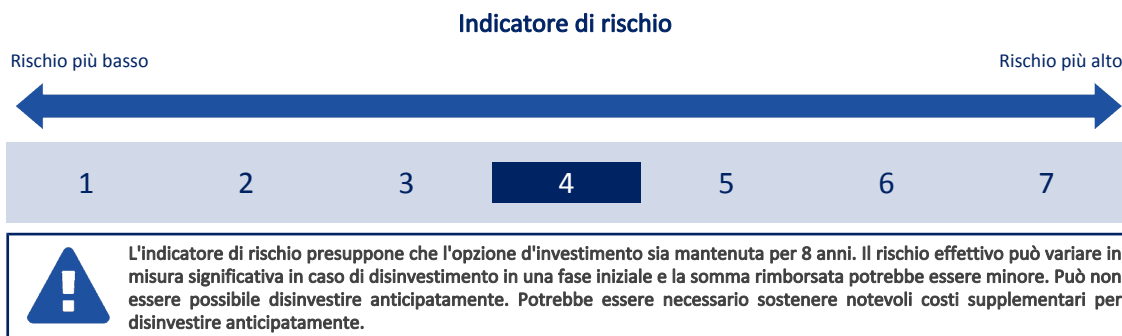 Indicatore di rischio
Rischio più basso
Rischio più alto
1 2 3 4 5 6 7
L'indicatore di rischio presuppone che l'opzione d'investimento sia mantenuta per 8 anni. Il rischio effettivo può variare in
misura significativa in caso di disinvestimento in una fase iniziale e la somma rimborsata potrebbe essere minore. Può non
essere possibile disinvestire anticipatamente. Potrebbe essere necessario sostenere notevoli costi supplementari per
disinvestire anticipatamente.